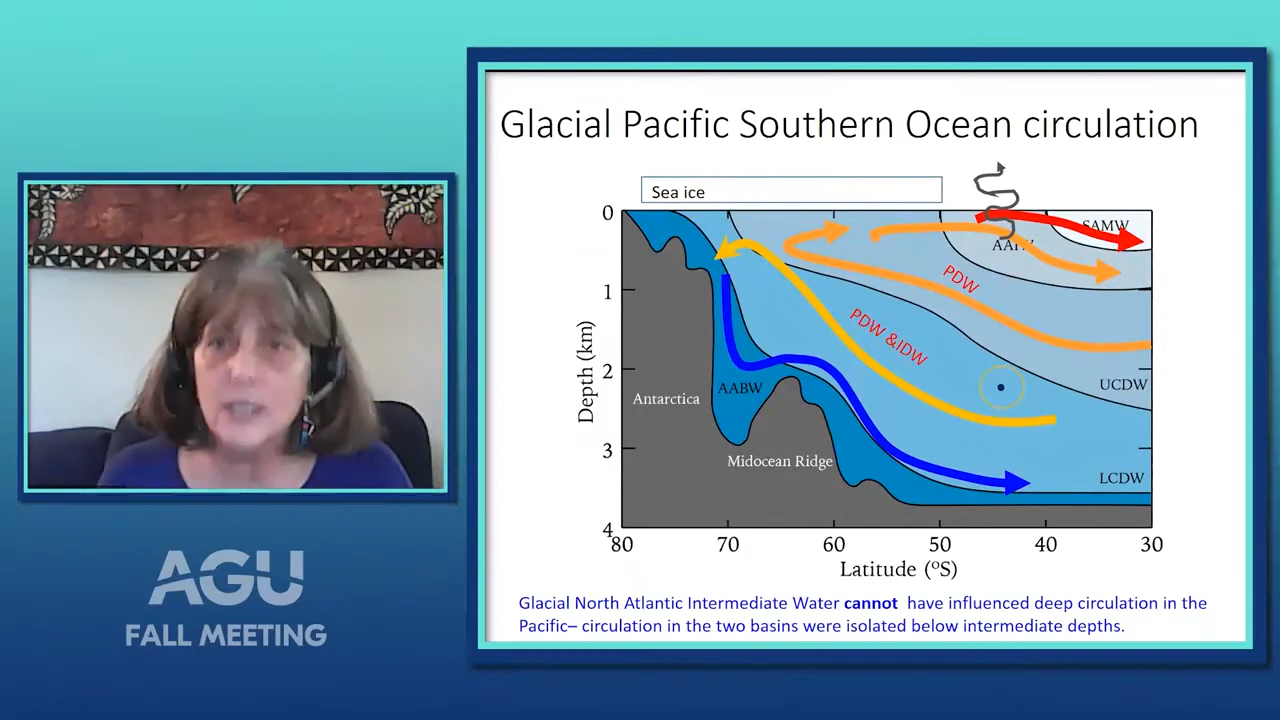 Glacial Pacific Southern Ocean circulation
Sea ice
0
1
2
3
4
Depth (km)
80
70
60
50
40
30
Latitude (°S)
SAMW
PDW
PDW &IDW
UCDW
LCDW
AABW
Antarctica
Midocean Ridge
Glacial North Atlantic Intermediate Water cannot have influenced deep circulation in the
Pacific– circulation in the two basins were isolated below intermediate depths.
AGU
FALL MEETING